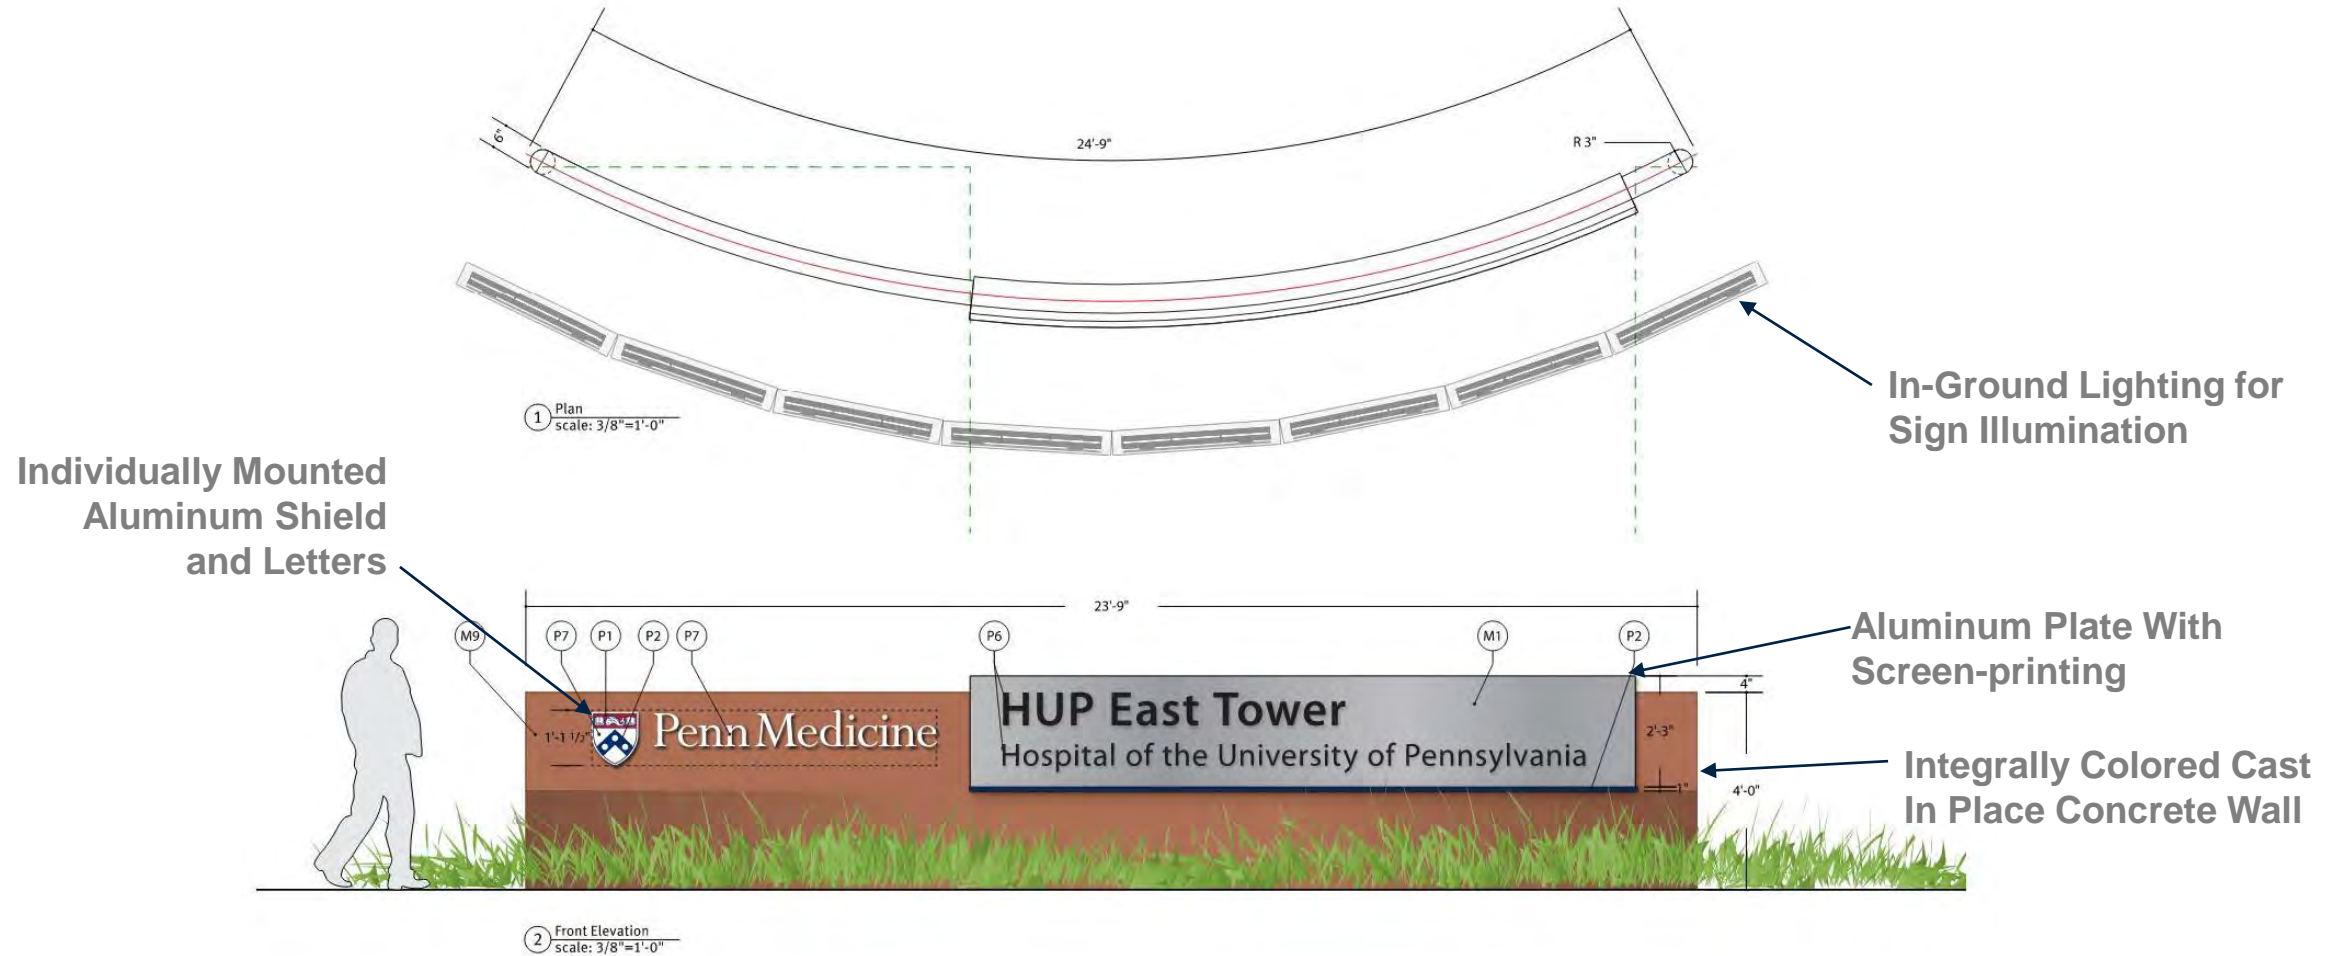 24'-9"
6"
R 3"
In-Ground Lighting for
Sign Illumination
1
Plan
scale: 3/8"=1'-0"
Individually Mounted
Aluminum Shield
and Letters
23'-9"
M9
P7
P1
P2
P7
P6
M1
P2
Aluminum Plate With
Screen-printing
4"
1'-1 1/2"
Penn Medicine
HUP East Tower
Hospital of the University of Pennsylvania
2'-3"
1"
4'-0"
Integrally Colored Cast
In Place Concrete Wall
2
Front Elevation
scale: 3/8"=1'-0"